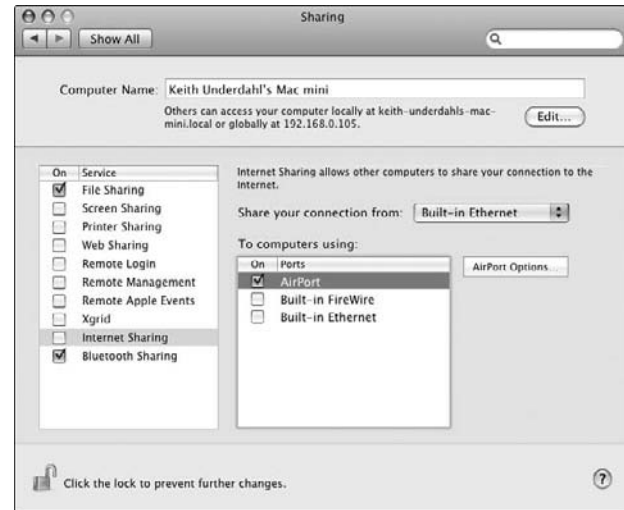 Sharing
Show All
Computer Name: Keith Underdahl's Mac mini
Others can access your computer locally at keith-underdahls-mac-
mini.local or globally at 192.168.0.105.
Edit...
On Service
File Sharing
Screen Sharing
Printer Sharing
Web Sharing
Remote Login
Remote Management
Remote Apple Events
Xgrid
Internet Sharing
Bluetooth Sharing
Internet Sharing allows other computers to share your connection to the
Internet.
Share your connection from: Built-in Ethernet
To computers using:
On Ports
AirPort
Built-in FireWire
Built-in Ethernet
AirPort Options...
Click the lock to prevent further changes.
?